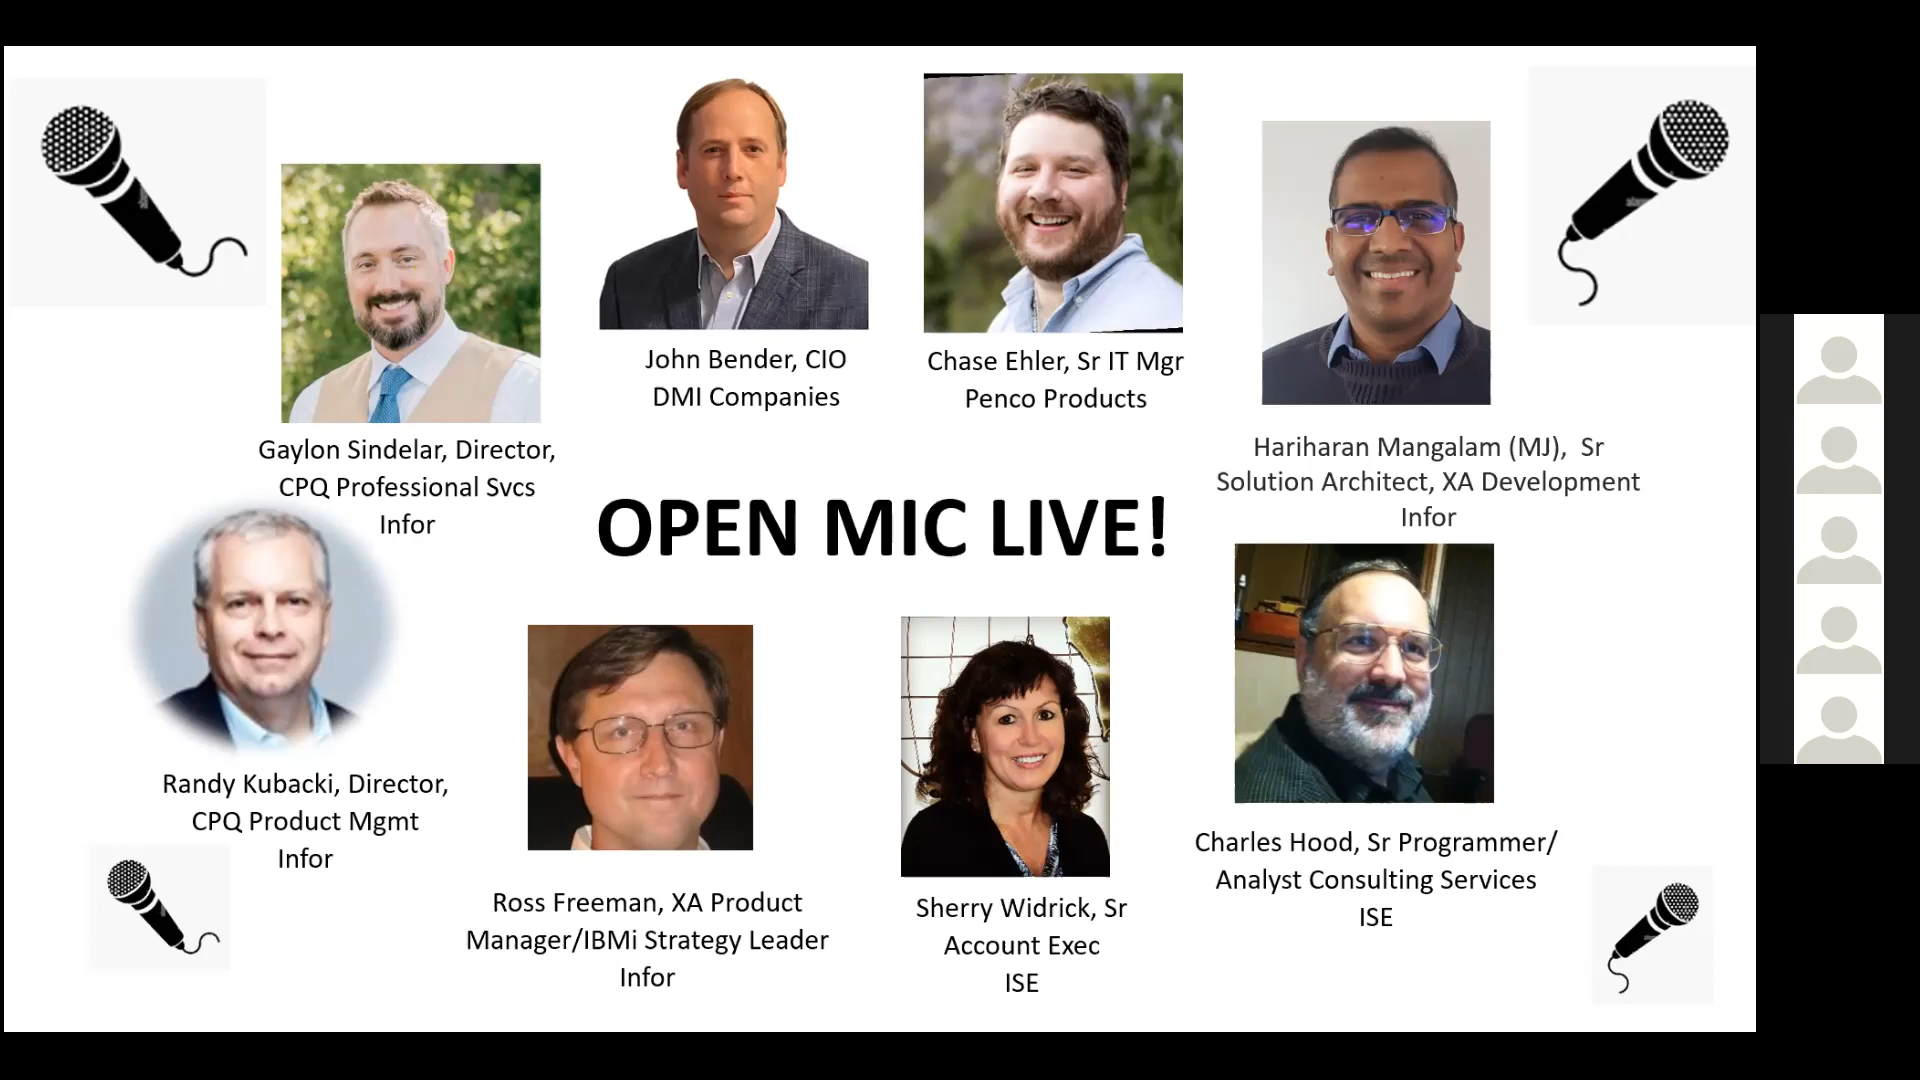 John Bender, CIO
DMI Companies
Chase Ehler, Sr IT Mgr
Penco Products
Gaylon Sindelar, Director,
CPQ Professional Svcs
Infor
Hariharan Mangalam (MJ),  Sr
Solution Architect, XA Development
Infor
OPEN MIC LIVE!
Randy Kubacki, Director,
CPQ Product Mgmt
Infor
Ross Freeman, XA Product
Manager/IBMi Strategy Leader
Infor
Sherry Widrick, Sr
Account Exec
ISE
Charles Hood, Sr Programmer/
Analyst Consulting Services
ISE